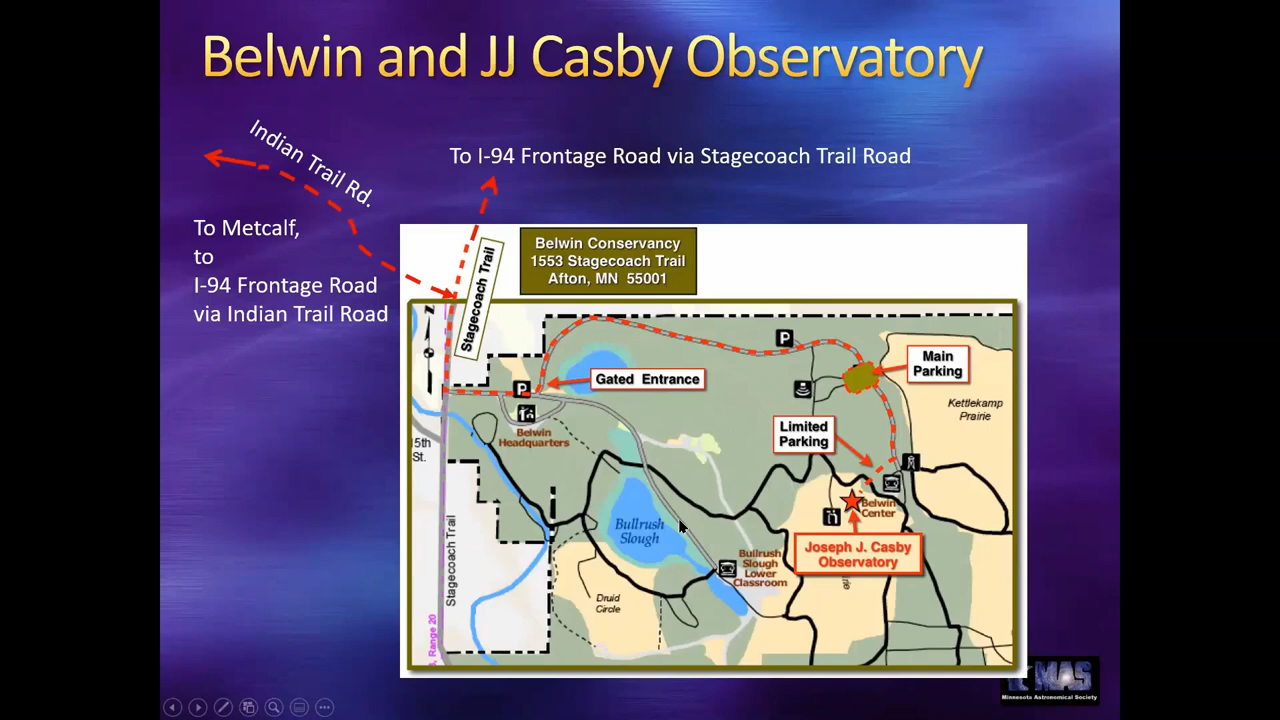 Belwin and JJ Casby Observatory
Indian Trail Rd.
To I-94 Frontage Road via Stagecoach Trail Road
To Metcalf,
to
I-94 Frontage Road
via Indian Trail Road
Stagecoach Trail
Belwin Conservancy
1553 Stagecoach Trail
Afton, MN 55001
P
P
Gated Entrance
Main
Parking
Kettlekamp
Prairie
Belwin
Headquarters
15th
St.
Limited
Parking
Belwin
Center
Bullrush
Slough
Joseph J. Casby
Observatory
Bullrush
Slough
Lower
Classroom
Stagecoach Trail
Druid
Circle
Range 20
MAS
Minnesota Astronomical Society